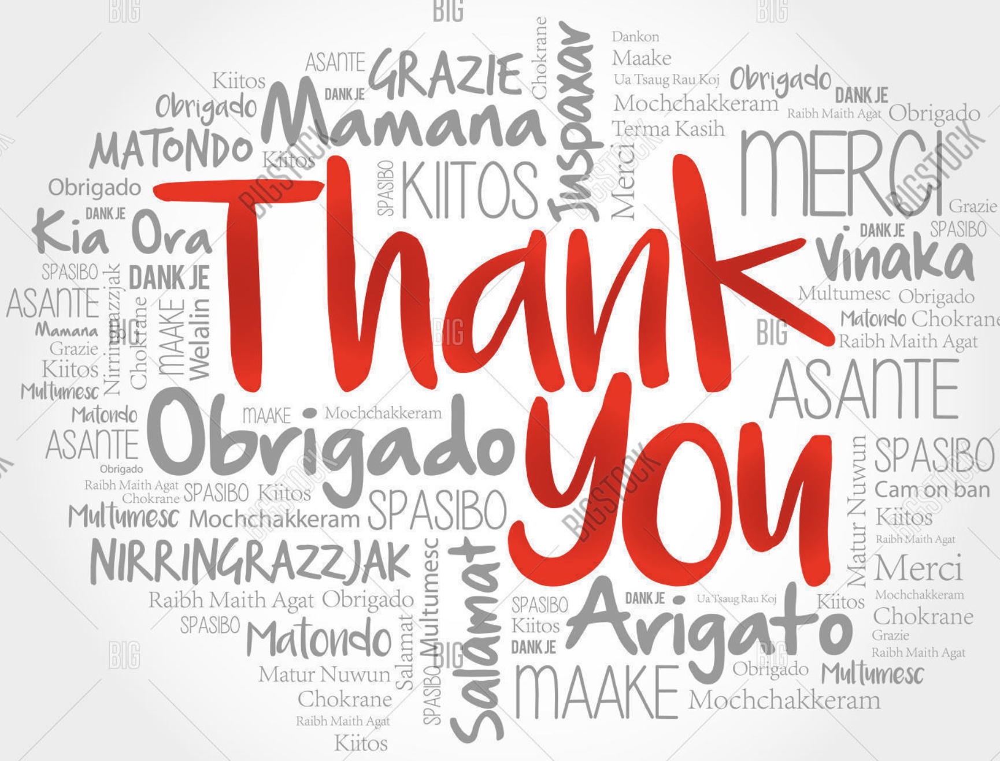 BIG
BIG
BIG
Chokrane
Inspaxav
Dankon
ASANTE
GRAZIE
Maake
Kiitos
DANK JE
Ua Tsaug Rau Koj
Obrigado
DANK JE
Obrigado
Mamana
Mochchakkeram
Raibh Maith Agat
Obrigado
MATONDO
Kiitos
Terma Kasih
MERCI
BIGSTOCK
BIGSTOCK
BIGSTOCK
Obrigado
SPASIBO
KIITOS
Merci
Grazie
DANK JE
Kia Ora
Thank
DANK JE
SPASIBO
Vinaka
SPASIBO
DANK JE
Multumesc
Obrigado
ASANTE
Nirringrazzjak
Chokrane
MAAKE
Welalin
Matondo
Chokrane
Mamana
BIG
BIG
BIG
Raibh Maith Agat
Grazie
Kiitos
Multumesc
ASANTE
Matondo
Obrigado
MAAKE
Mochchakkeram
you
ASANTE
Obrigado
Matur Nuwun
SPASIBO
BIGSTOCK
BIGSTOCK
BIGSTOCK
Raibh Maith Agat
Chokrane
SPASIBO
Kiitos
SPASIBO
Cam on ban
Multumesc
Mochchakkeram
Kiitos
Raibh Maith Agat
NIRRINGRAZZJAK
Multumesc
Salamat
Merci
Raibh Maith Agat
Obrigado
SPASIBO
Arigato
DANK JE
Ua Tsaug Rau Koj
Kiitos
Mochchakkeram
SPASIBO
Matondo
Salamat
Kiitos
Chokrane
Grazie
BIG
BIG
BIG
DANK JE
Raibh Maith Agat
Matur Nuwun
SPASIBO
MAAKE
Obrigado
Multumesc
Chokrane
Mochchakkeram
Raibh Maith Agat
Kiitos